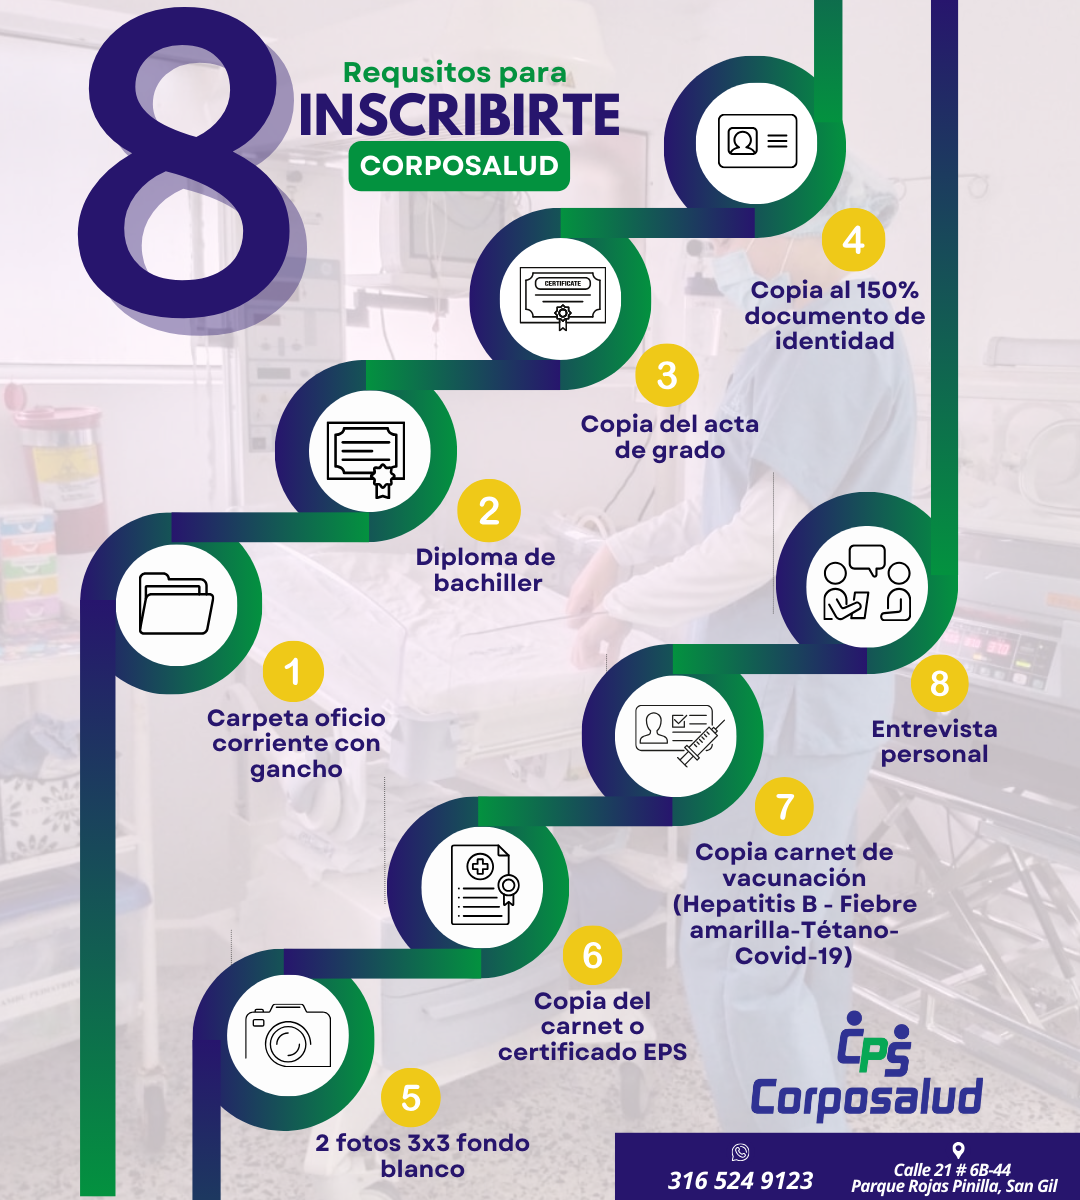 8
Requsitos para
INSCRIBIRTE
CORPOSALUD
1
Carpeta oficio
corriente con
gancho
2
Diploma de
bachiller
CERTIFICATE
3
Copia del acta
de grado
4
Copia al 150%
documento de
identidad
5
2 fotos 3x3 fondo
blanco
6
Copia del
carnet o
certificado EPS
7
Copia carnet de
vacunación
(Hepatitis B - Fiebre
amarilla-Tétano-
Covid-19)
8
Entrevista
personal
CPS
Corposalud
316 524 9123
Calle 21 # 6B-44
Parque Rojas Pinilla, San Gil